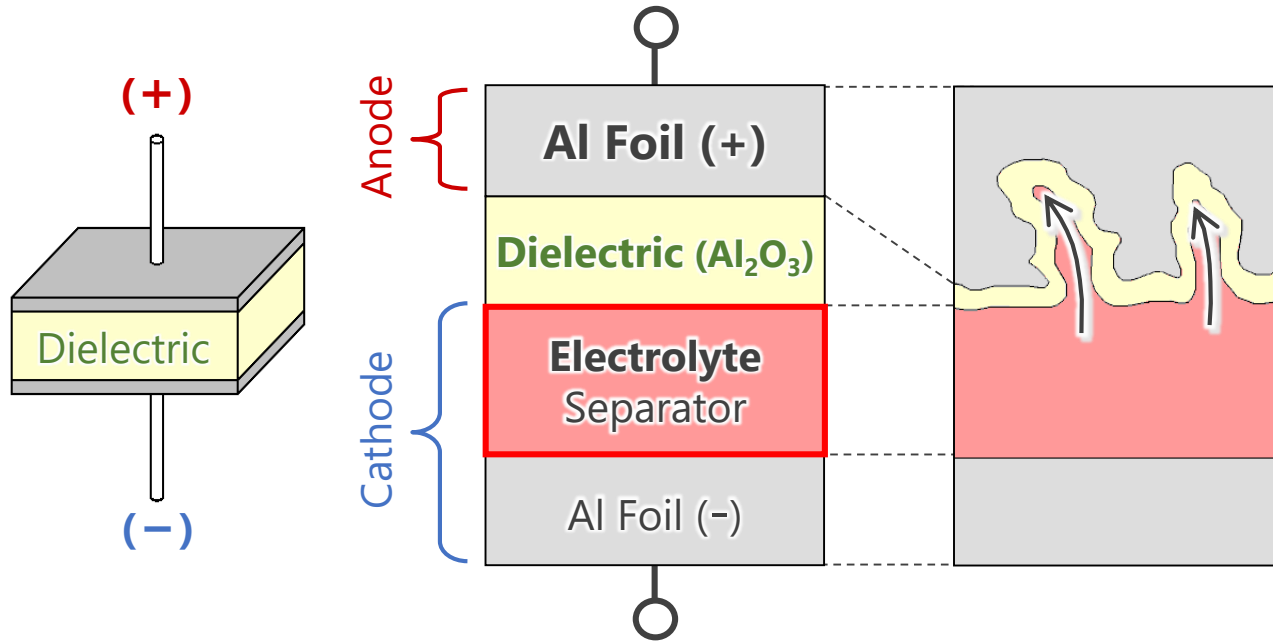 (+)
Dielectric
(−)
Anode
Cathode
Al Foil (+)
Dielectric (Al₂O₃)
Electrolyte
Separator
Al Foil (−)